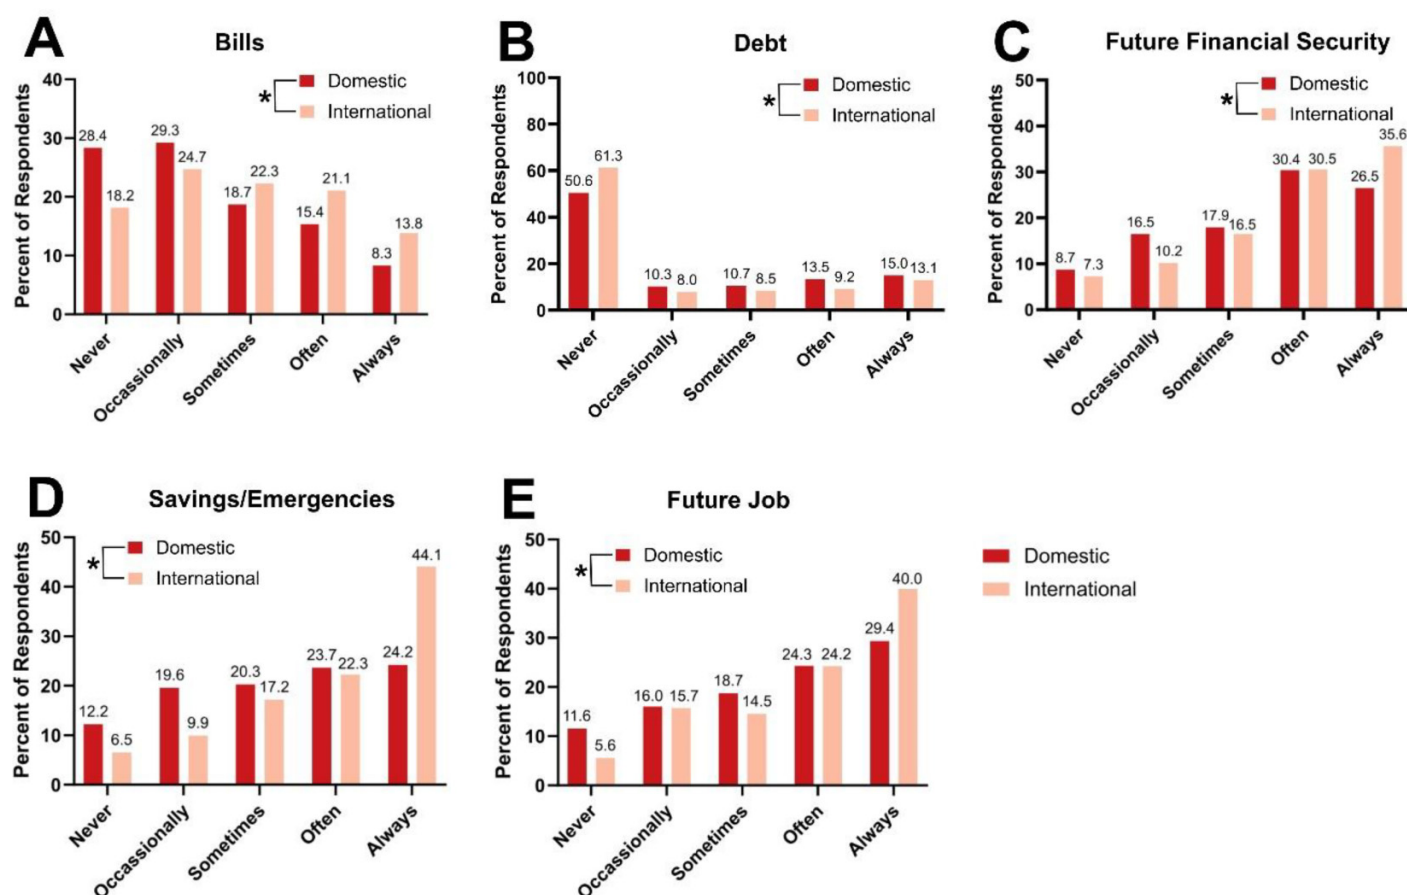 A
Bills
Percent of Respondents
40
30
20
10
0
* Domestic
International
28.4
18.2
29.3
24.7
18.7
22.3
15.4
21.1
8.3
13.8
Never
Occassionally
Sometimes
Often
Always
B
Debt
Percent of Respondents
100
80
60
40
20
0
* Domestic
International
50.6
61.3
10.3
8.0
10.7
8.5
13.5
9.2
15.0
13.1
Never
Occassionally
Sometimes
Often
Always
C
Future Financial Security
Percent of Respondents
50
40
30
20
10
0
* Domestic
International
8.7
7.3
16.5
10.2
17.9
16.5
30.4
30.5
26.5
35.6
Never
Occassionally
Sometimes
Often
Always
D
Savings/Emergencies
Percent of Respondents
50
40
30
20
10
0
* Domestic
International
12.2
6.5
19.6
9.9
20.3
17.2
23.7
22.3
24.2
44.1
Never
Occassionally
Sometimes
Often
Always
E
Future Job
Percent of Respondents
50
40
30
20
10
0
* Domestic
International
11.6
5.6
16.0
15.7
18.7
14.5
24.3
24.2
29.4
40.0
Never
Occassionally
Sometimes
Often
Always
Domestic
International